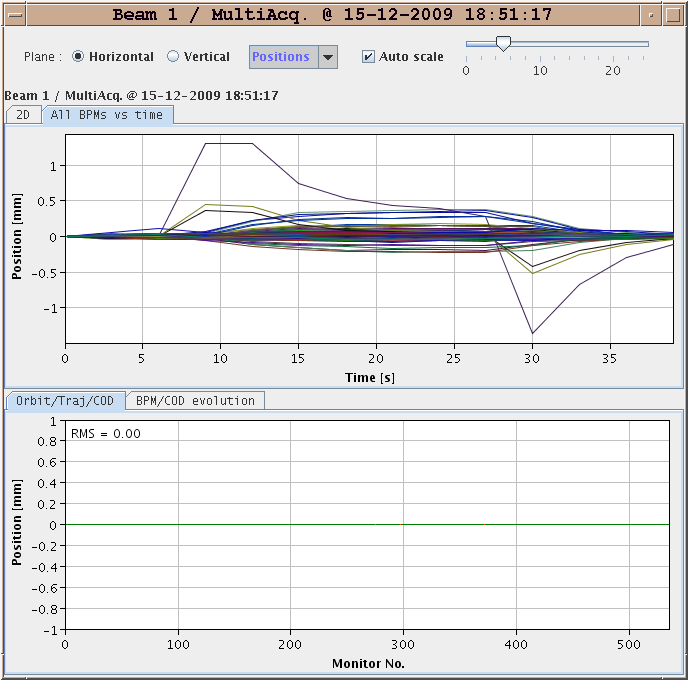 Beam 1 / MultiAcq. @ 15-12-2009 18:51:17
Plane : Horizontal Vertical Positions Auto scale
0 10 20
Beam 1 / MultiAcq. @ 15-12-2009 18:51:17
2D All BPMs vs time
1
0.5
0
-0.5
-1
Position [mm]
0 5 10 15 20 25 30 35
Time [s]
Orbit/Traj/COD BPM/COD evolution
RMS = 0.00
1
0.8
0.6
0.4
0.2
0
-0.2
-0.4
-0.6
-0.8
-1
Position [mm]
0 100 200 300 400 500
Monitor No.